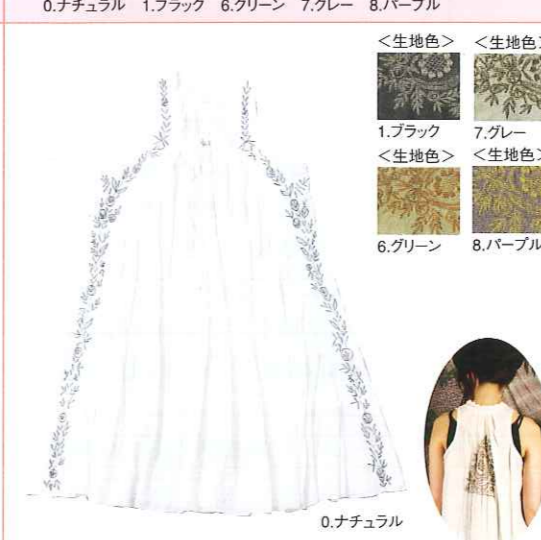 0.ナチュラル 1.ブラック 6.グリーン 7.グレー 8.パープル
<生地色> <生地色>
1.ブラック 7.グレー
<生地色> <生地色>
6.グリーン 8.パープル
0.ナチュラル